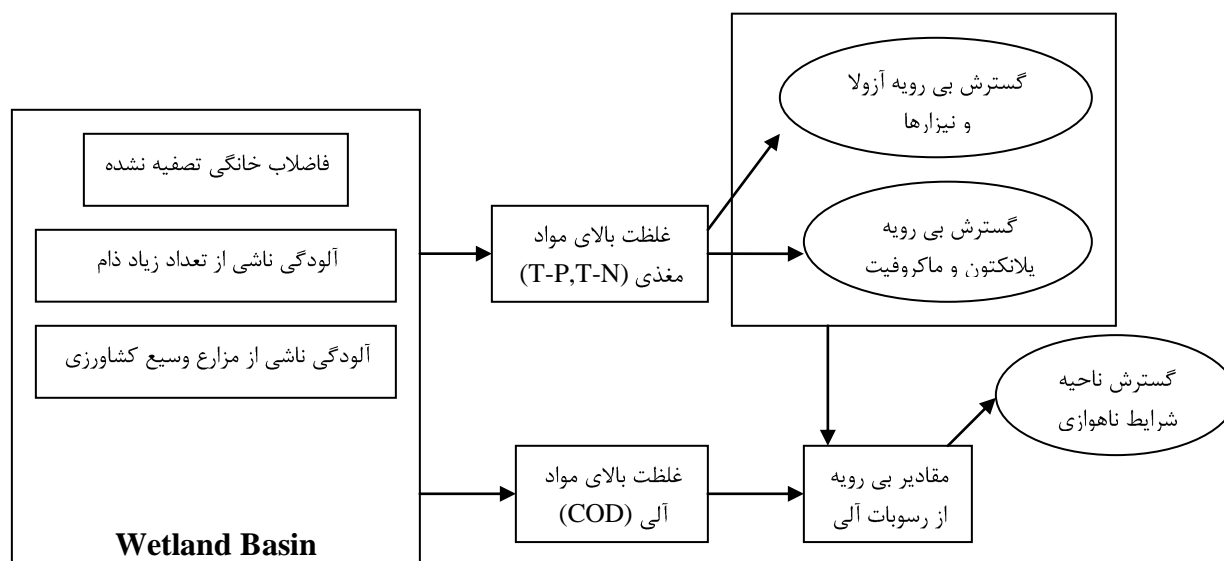 گسترش بی رویه آزولا
و نیزارها
فاضلاب خانگی تصفیه نشده
غلظت بالای مواد
مغذی (T-P,T-N)
گسترش بی رویه
پلانکتون و ماکروفیت
آلودگی ناشی از تعداد زیاد ذام
آلودگی ناشی از مزارع وسیع کشاورزی
گسترش ناحیه
شرایط ناهوازی
غلظت بالای مواد
آلی (COD)
مقادیر بی رویه
از رسوبات آلی
Wetland Basin